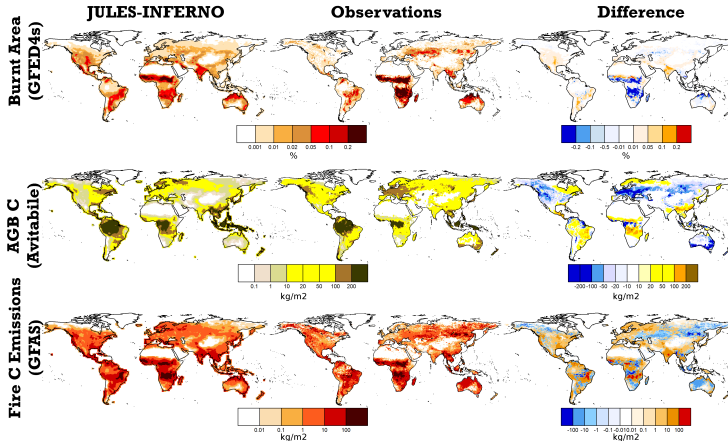 JULES-INFERNO Observations Difference
Burnt Area
(GFED4s)
0.001 0.01 0.02 0.05 0.1 0.2
%
-0.2 -0.1 -0.05 -0.01 0.01 0.05 0.1 0.2
%
AGB C
(Avitabile)
0.1 1 10 20 50 100 200
kg/m2
-200 -100 -50 -20 -10 10 20 50 100 200
kg/m2
Fire C Emissions
(GFAS)
0.01 0.1 1 10 100
kg/m2
-100 -10 -1 -0.1 -0.01 0.01 0.1 1 10 100
kg/m2